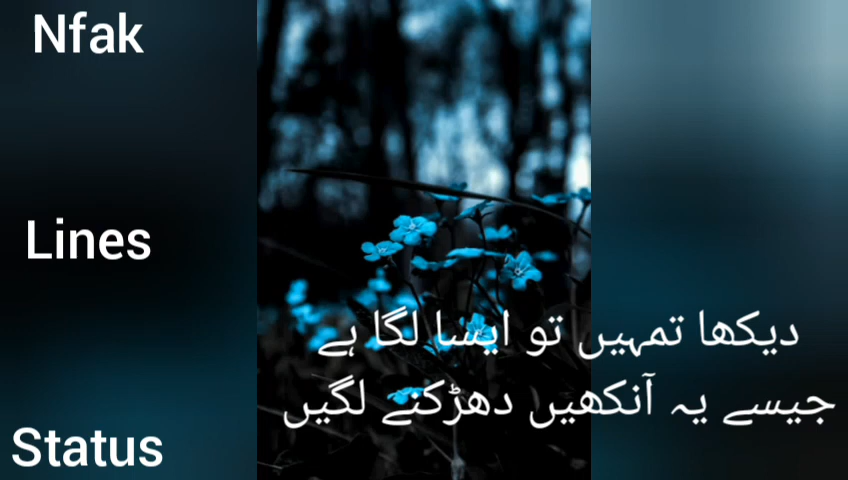 Nfak
Lines
دیکھا تمہیں تو ایسا لگا ہے
جیسے یہ آنکھیں دھڑکنے لگیں
Status